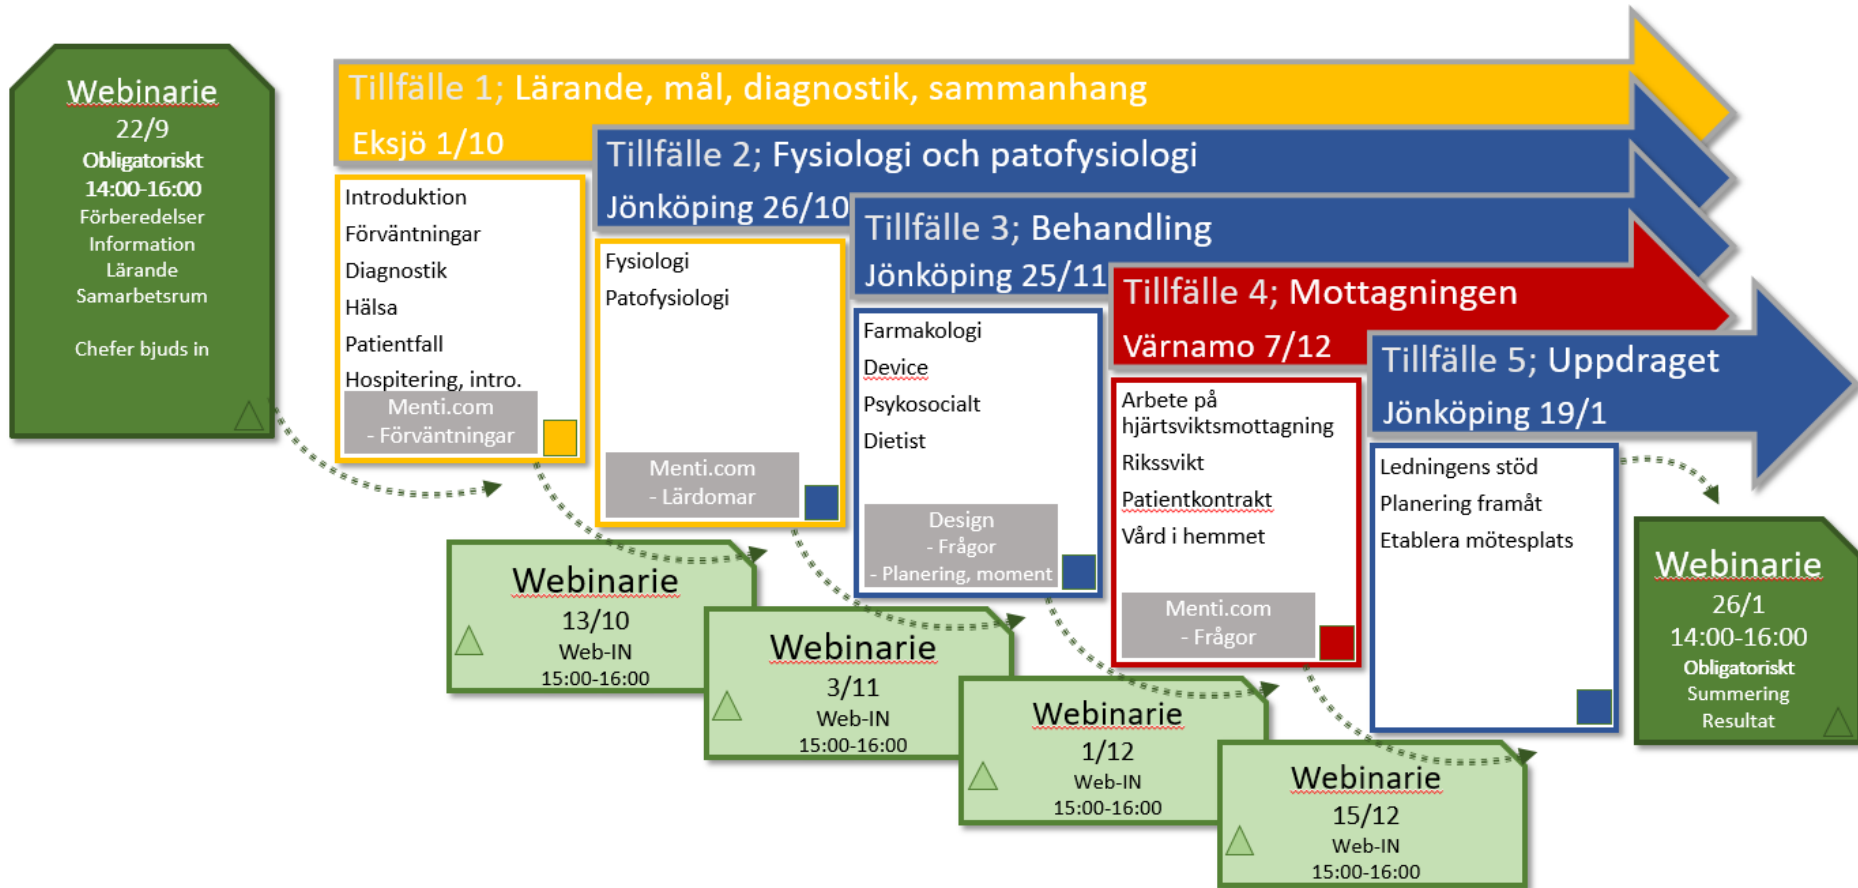 Webinarie
22/9
Obligatoriskt
14:00-16:00
Förberedelser
Information
Lärande
Samarbetsrum
Chefer bjuds in
Tillfälle 1; Lärande, mål, diagnostik, sammanhang
Eksjö 1/10
Introduktion
Förväntningar
Diagnostik
Hälsa
Patientfall
Hospitering, intro.
Menti.com
- Förväntningar
Tillfälle 2; Fysiologi och patofysiologi
Jönköping 26/10
Fysiologi
Patofysiologi
Menti.com
- Lärdomar
Tillfälle 3; Behandling
Jönköping 25/11
Farmakologi
Device
Psykosocialt
Dietist
Design
- Frågor
- Planering, moment
Tillfälle 4; Mottagningen
Värnamo 7/12
Arbete på
hjärtsviktsmottagning
Rikssvikt
Patientkontrakt
Vård i hemmet
Menti.com
- Frågor
Tillfälle 5; Uppdraget
Jönköping 19/1
Ledningens stöd
Planering framåt
Etablera mötesplats
Webinarie
13/10
Web-IN
15:00-16:00
Webinarie
3/11
Web-IN
15:00-16:00
Webinarie
1/12
Web-IN
15:00-16:00
Webinarie
15/12
Web-IN
15:00-16:00
Webinarie
26/1
14:00-16:00
Obligatoriskt
Summering
Resultat